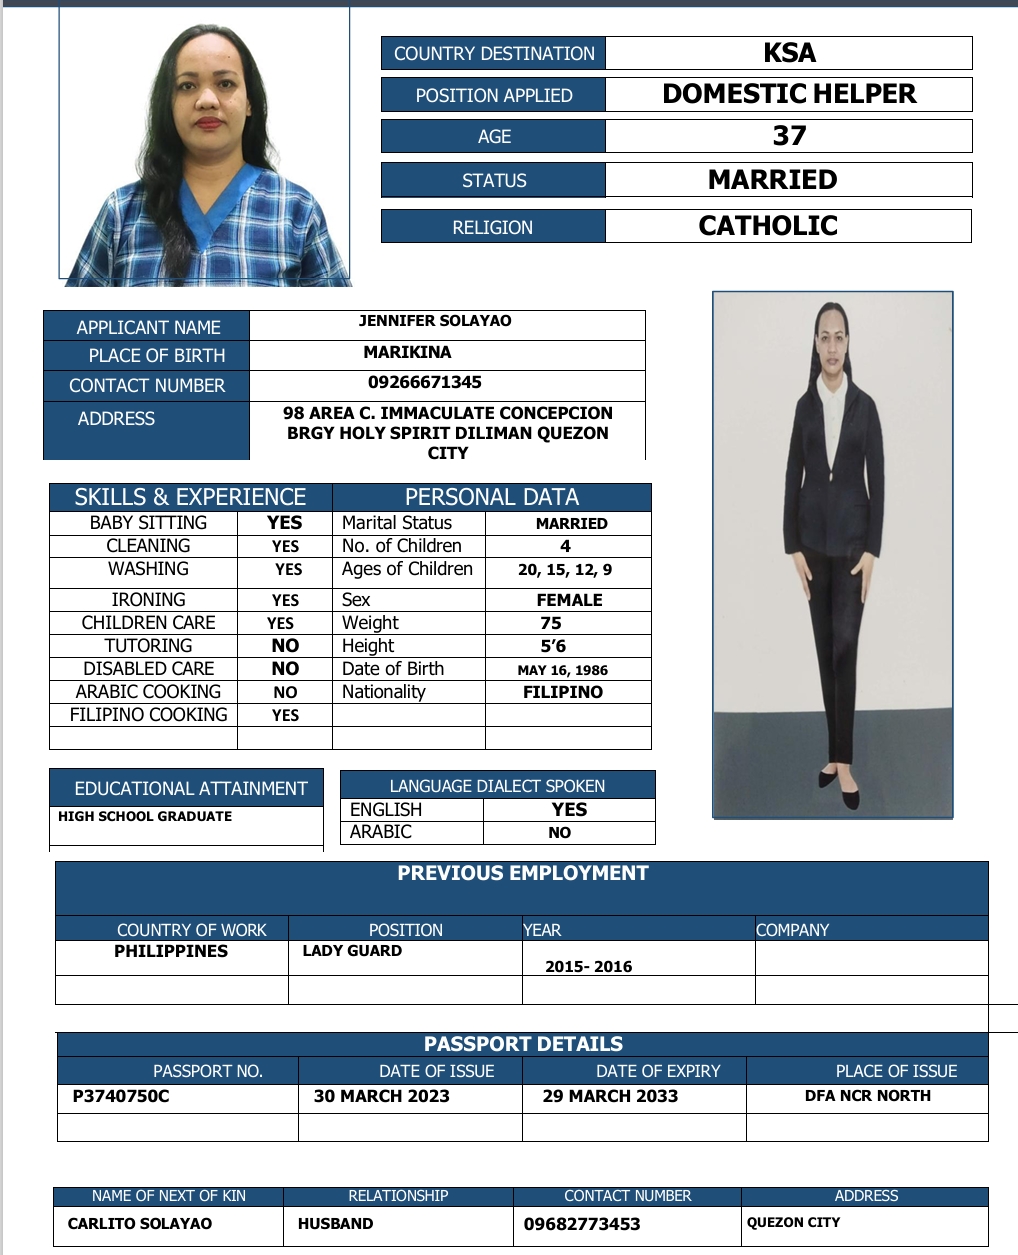 COUNTRY DESTINATION KSA
POSITION APPLIED DOMESTIC HELPER
AGE 37
STATUS MARRIED
RELIGION CATHOLIC
APPLICANT NAME JENNIFER SOLAYAO
PLACE OF BIRTH MARIKINA
CONTACT NUMBER 09266671345
ADDRESS 98 AREA C. IMMACULATE CONCEPCION
BRGY HOLY SPIRIT DILIMAN QUEZON
CITY
SKILLS & EXPERIENCE PERSONAL DATA
BABY SITTING YES Marital Status MARRIED
CLEANING YES No. of Children 4
WASHING YES Ages of Children 20, 15, 12, 9
IRONING YES Sex FEMALE
CHILDREN CARE YES Weight 75
TUTORING NO Height 5’6
DISABLED CARE NO Date of Birth MAY 16, 1986
ARABIC COOKING NO Nationality FILIPINO
FILIPINO COOKING YES
EDUCATIONAL ATTAINMENT
HIGH SCHOOL GRADUATE
LANGUAGE DIALECT SPOKEN
ENGLISH YES
ARABIC NO
PREVIOUS EMPLOYMENT
COUNTRY OF WORK POSITION YEAR COMPANY
PHILIPPINES LADY GUARD 2015- 2016
PASSPORT DETAILS
PASSPORT NO. DATE OF ISSUE DATE OF EXPIRY PLACE OF ISSUE
P3740750C 30 MARCH 2023 29 MARCH 2033 DFA NCR NORTH
NAME OF NEXT OF KIN RELATIONSHIP CONTACT NUMBER ADDRESS
CARLITO SOLAYAO HUSBAND 09682773453 QUEZON CITY